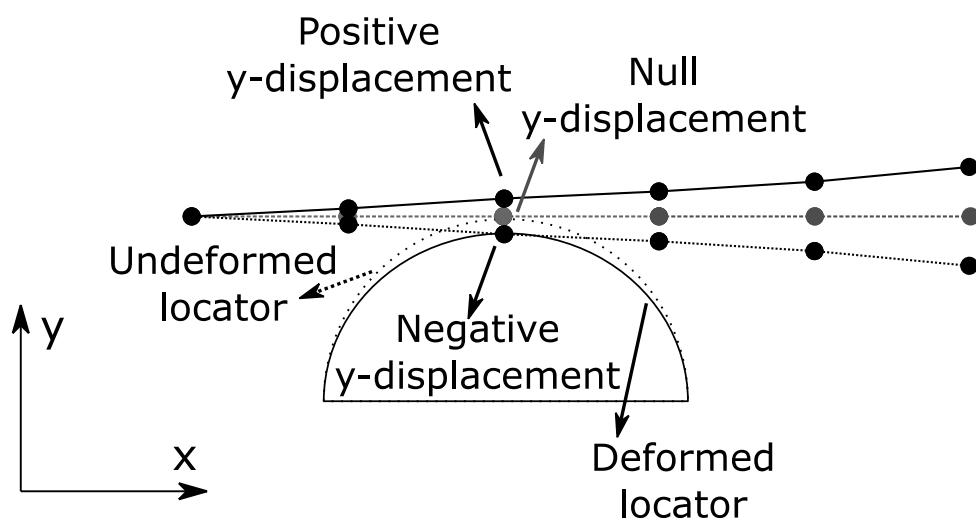 Positive
y-displacement
Null
y-displacement
Undeformed
locator
Negative
y-displacement
Deformed
locator
y
x